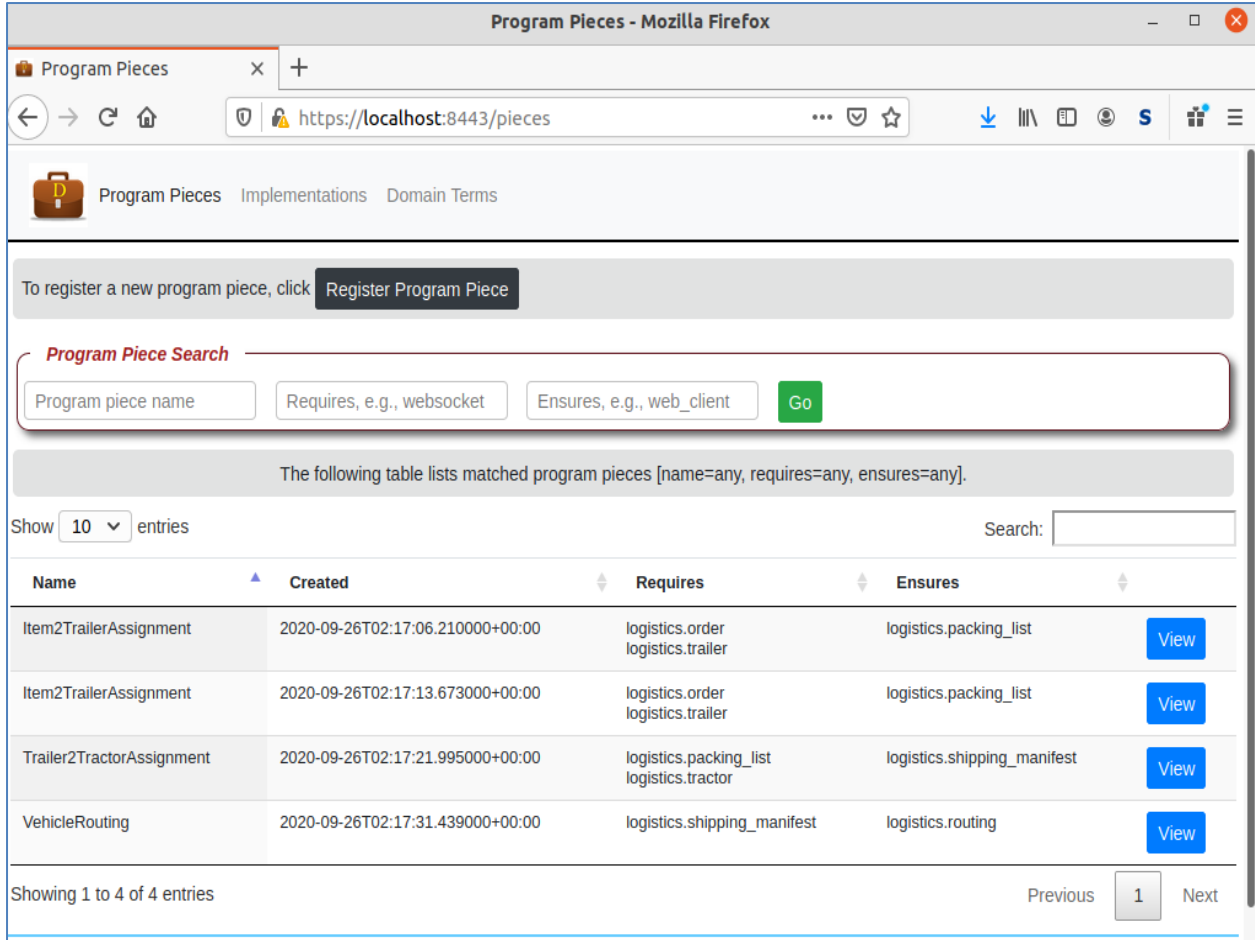 Program Pieces - Mozilla Firefox
Program Pieces
https://localhost:8443/pieces
S
D
Program Pieces Implementations Domain Terms
To register a new program piece, click Register Program Piece
Program Piece Search
Program piece name Requires, e.g., websocket Ensures, e.g., web_client Go
The following table lists matched program pieces [name=any, requires=any, ensures=any].
Show 10 entries Search:
Name Created Requires Ensures
Item2TrailerAssignment 2020-09-26T02:17:06.210000+00:00 logistics.order logistics.packing_list
logistics.trailer
View
Item2TrailerAssignment 2020-09-26T02:17:13.673000+00:00 logistics.order logistics.packing_list
logistics.trailer
View
Trailer2TractorAssignment 2020-09-26T02:17:21.995000+00:00 logistics.packing_list logistics.shipping_manifest
logistics.tractor
View
VehicleRouting 2020-09-26T02:17:31.439000+00:00 logistics.shipping_manifest logistics.routing
View
Showing 1 to 4 of 4 entries Previous 1 Next